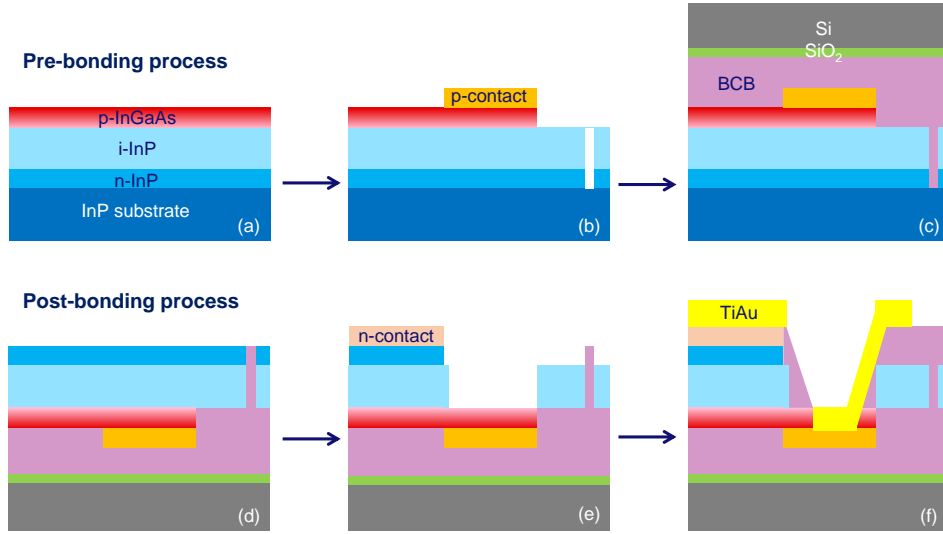 Pre-bonding process
p-InGaAs
i-InP
n-InP
InP substrate
(a)
p-contact
(b)
Si
SiO₂
BCB
(c)
Post-bonding process
(d)
n-contact
(e)
TiAu
(f)